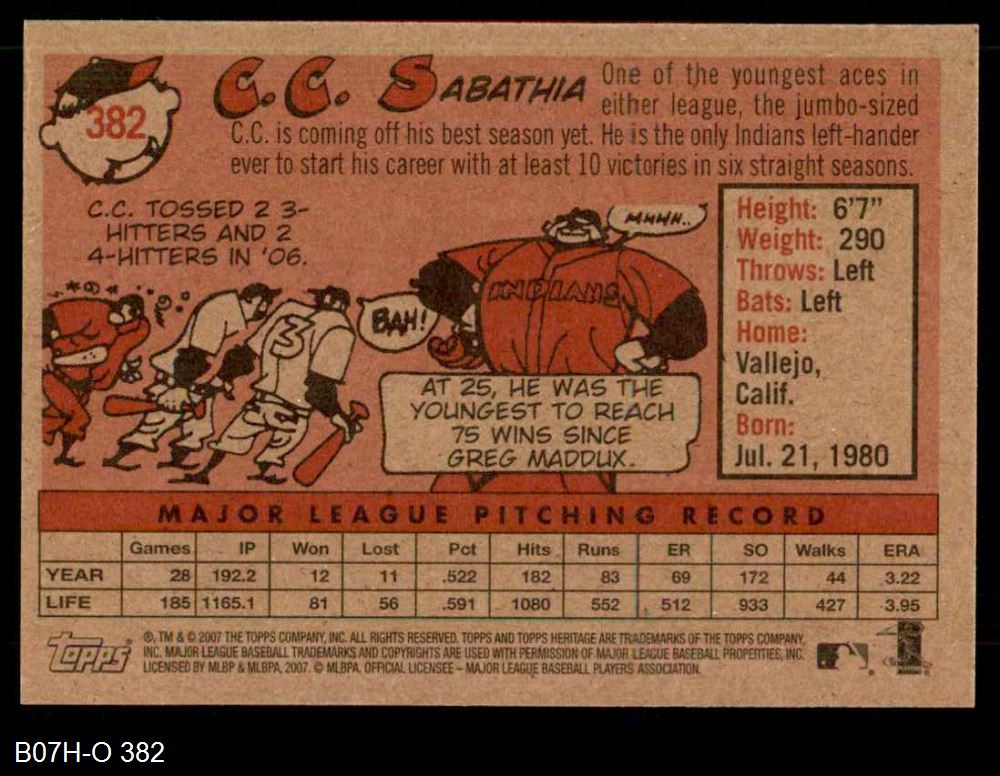 382
C.C. SABATHIA
One of the youngest aces in
either league, the jumbo-sized
C.C. is coming off his best season yet. He is the only Indians left-hander
ever to start his career with at least 10 victories in six straight seasons.
C.C. TOSSED 2 3-
HITTERS AND 2
4-HITTERS IN '06.
MHHH..
INDIANS
BAH!
3
AT 25, HE WAS THE
YOUNGEST TO REACH
75 WINS SINCE
GREG MADDUX.
Height: 6'7"
Weight: 290
Throws: Left
Bats: Left
Home:
Vallejo,
Calif.
Born:
Jul. 21, 1980
MAJOR LEAGUE PITCHING RECORD
Games IP Won Lost Pct Hits Runs ER SO Walks ERA
YEAR 28 192.2 12 11 .522 182 83 69 172 44 3.22
LIFE 185 1165.1 81 56 .591 1080 552 512 933 427 3.95
Topps
®, TM & © 2007 THE TOPPS COMPANY, INC. ALL RIGHTS RESERVED. TOPPS AND TOPPS HERITAGE ARE TRADEMARKS OF THE TOPPS COMPANY,
INC. MAJOR LEAGUE BASEBALL TRADEMARKS AND COPYRIGHTS ARE USED WITH PERMISSION OF MAJOR LEAGUE BASEBALL PROPERTIES, INC.
LICENSED BY MLBP & MLBPA, 2007. © MLBPA. OFFICIAL LICENSEE – MAJOR LEAGUE BASEBALL PLAYERS ASSOCIATION.
B07H-O 382